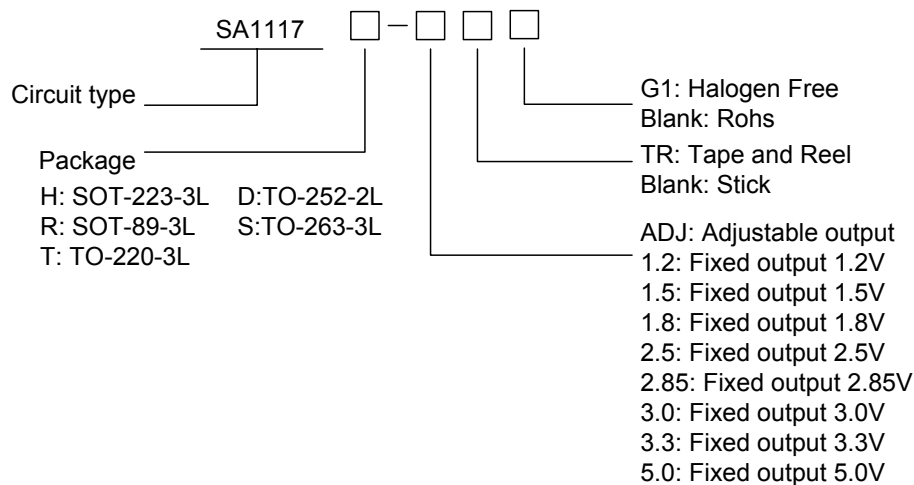 SA1117 □ – □ □ □
Circuit type
Package
H: SOT-223-3L D:TO-252-2L
R: SOT-89-3L S:TO-263-3L
T: TO-220-3L
G1: Halogen Free
Blank: Rohs
TR: Tape and Reel
Blank: Stick
ADJ: Adjustable output
1.2: Fixed output 1.2V
1.5: Fixed output 1.5V
1.8: Fixed output 1.8V
2.5: Fixed output 2.5V
2.85: Fixed output 2.85V
3.0: Fixed output 3.0V
3.3: Fixed output 3.3V
5.0: Fixed output 5.0V